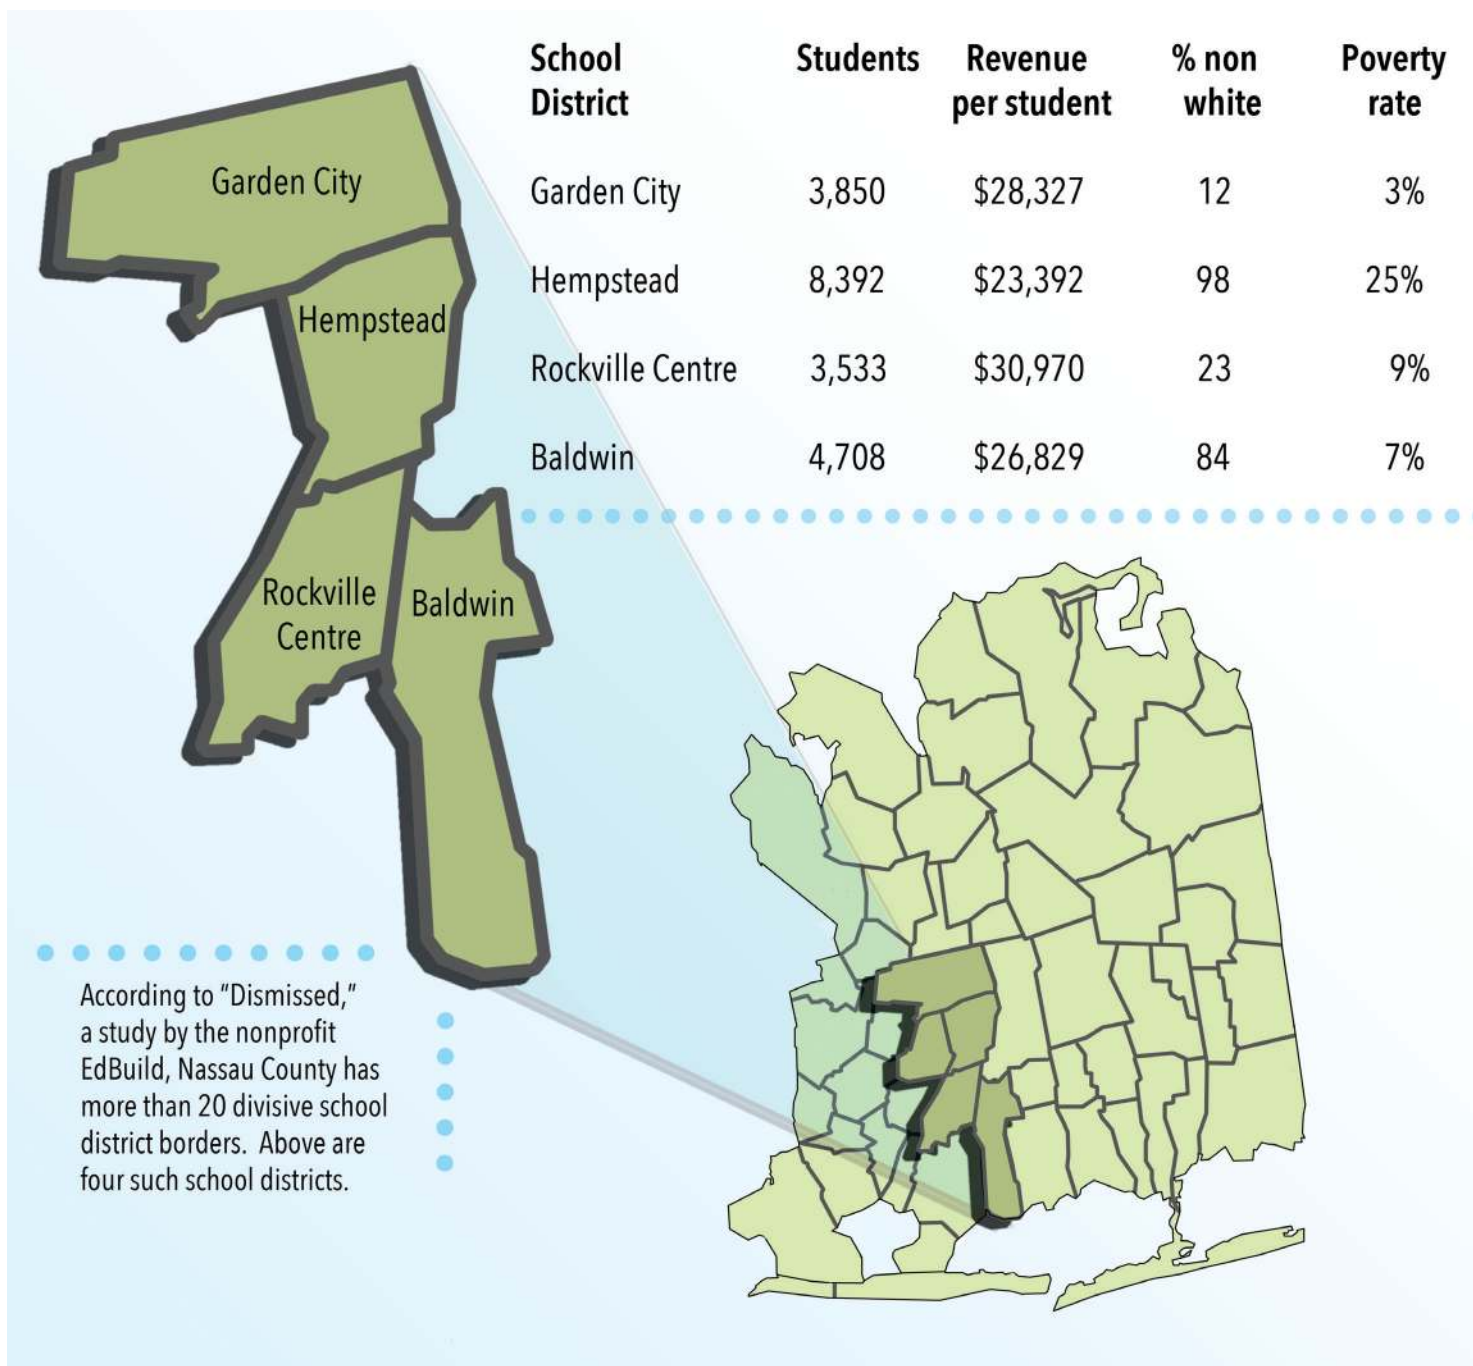 School Students Revenue % non Poverty
District per student white rate
Garden City 3,850 $28,327 12 3%
Hempstead 8,392 $23,392 98 25%
Rockville Centre 3,533 $30,970 23 9%
Baldwin 4,708 $26,829 84 7%
Garden City
Hempstead
Rockville
Centre
Baldwin
According to "Dismissed,"
a study by the nonprofit
EdBuild, Nassau County has
more than 20 divisive school
district borders. Above are
four such school districts.